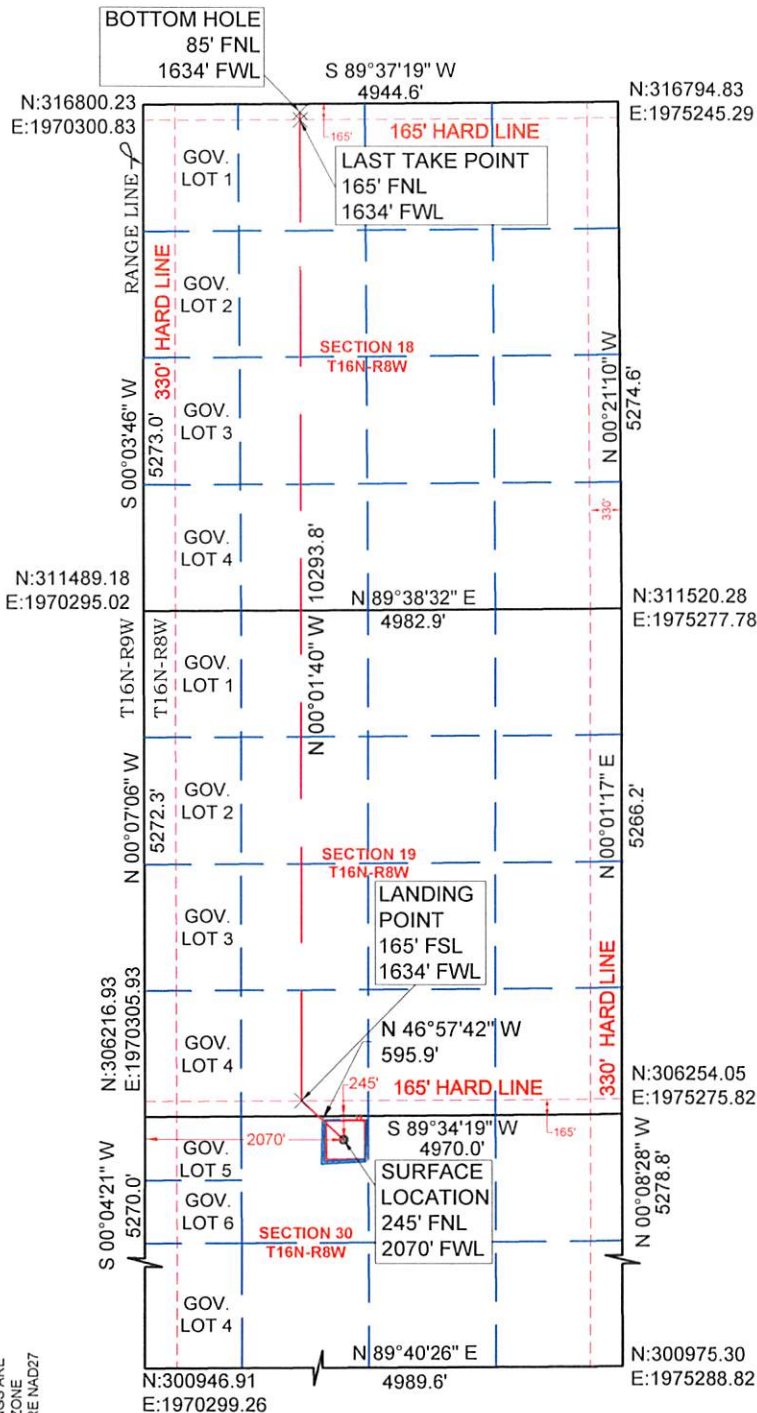 BOTTOM HOLE
85' FNL
1634' FWL
S 89°37'19" W
4944.6'
N:316800.23
E:1970300.83
N:316794.83
E:1975245.29
165'
165' HARD LINE
LAST TAKE POINT
165' FNL
1634' FWL
RANGE LINE
GOV.
LOT 1
330' HARD LINE
GOV.
LOT 2
SECTION 18
T16N-R8W
S 00°03'46" W
5273.0'
GOV.
LOT 3
N 00°21'10" W
5274.6'
330'
GOV.
LOT 4
N 00°01'40" W 10293.8'
N:311489.18
E:1970295.02
N 89°38'32" E
4982.9'
N:311520.28
E:1975277.78
T16N-R9W
T16N-R8W
GOV.
LOT 1
N 00°07'06" W
5272.3'
GOV.
LOT 2
N 00°01'17" E
5266.2'
SECTION 19
T16N-R8W
LANDING
POINT
165' FSL
1634' FWL
GOV.
LOT 3
330' HARD LINE
N:306216.93
E:1970305.93
GOV.
LOT 4
N 46°57'42" W
595.9'
245'
165' HARD LINE
N:306254.05
E:1975275.82
S 89°34'19" W
4970.0'
165'
2070'
GOV.
LOT 5
SURFACE
LOCATION
245' FNL
2070' FWL
S 00°04'21" W
5270.0'
GOV.
LOT 6
SECTION 30
T16N-R8W
N 00°08'28" W
5278.8'
GOV.
LOT 4
N 89°40'26" E
4989.6'
N:300946.91
E:1970299.26
N:300975.30
E:1975288.82
ARE
ZONE
RE NAD27